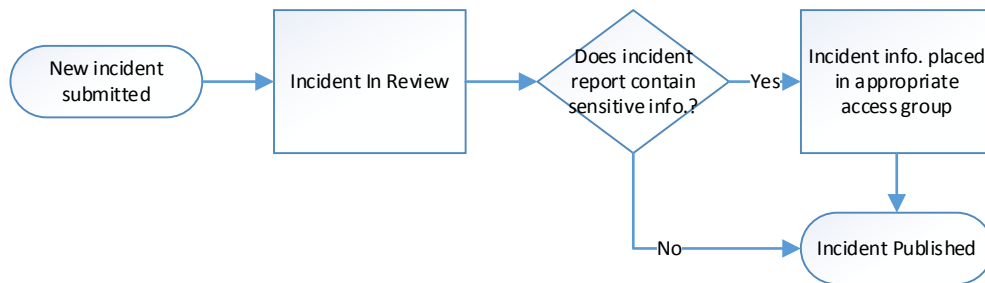 New incident
submitted
Incident In Review
Does incident
report contain
sensitive info.?
Yes
Incident info. placed
in appropriate
access group
No
Incident Published